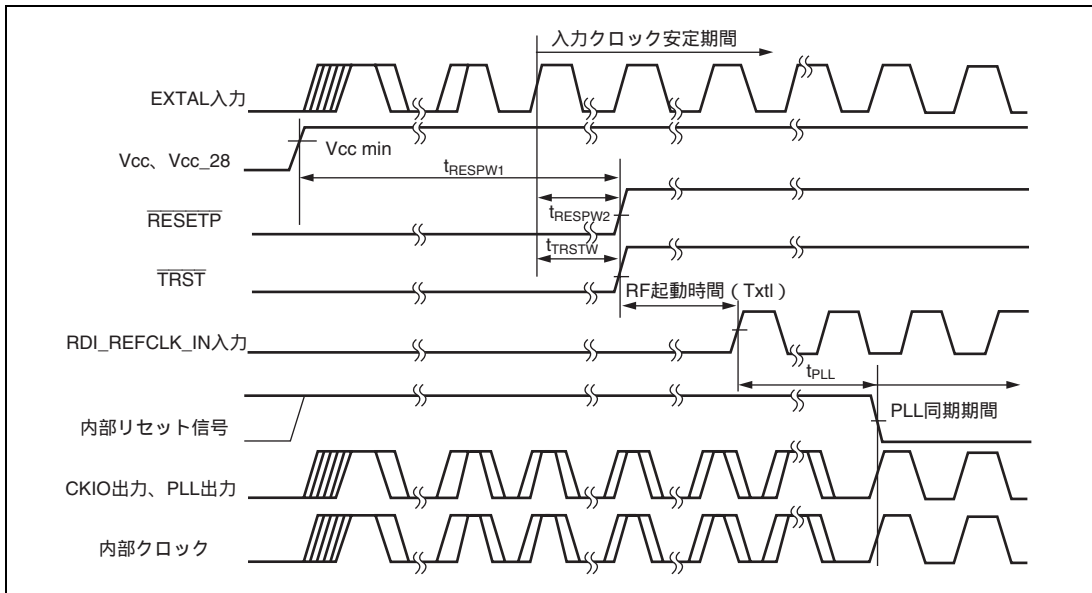 入力クロック安定期間
EXTAL入力
Vcc min
Vcc、Vcc_28
tRESPW1
RESETP
tRESPW2
tTRSTW
TRST
RF起動時間（Txtl）
RDI_REFCLK_IN入力
tPLL
PLL同期期間
内部リセット信号
CKIO出力、PLL出力
内部クロック